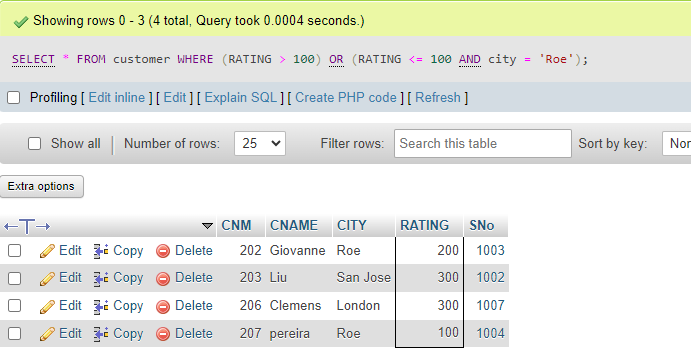 Showing rows 0 - 3 (4 total, Query took 0.0004 seconds.)
SELECT * FROM customer WHERE (RATING > 100) OR (RATING <= 100 AND city = 'Roe');
Profiling [ Edit inline ] [ Edit ] [ Explain SQL ] [ Create PHP code ] [ Refresh ]
Show all Number of rows: 25 Filter rows: Search this table Sort by key: Non
Extra options
←T→ CNM CNAME CITY RATING SNo
Edit Copy Delete 202 Giovanne Roe 200 1003
Edit Copy Delete 203 Liu San Jose 300 1002
Edit Copy Delete 206 Clemens London 300 1007
Edit Copy Delete 207 pereira Roe 100 1004